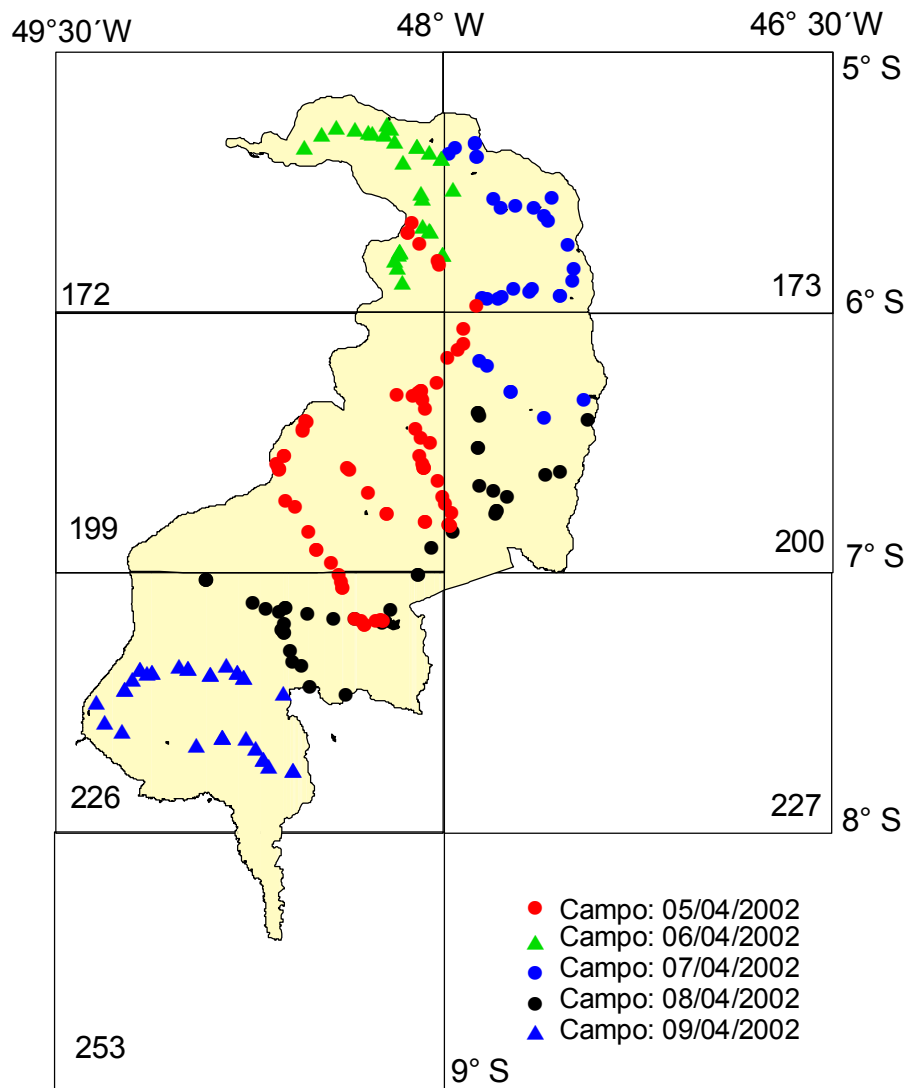 49° 30´W 48° W 46° 30´W
5° S
172 173
6° S
199 200
7° S
226 227
8° S
Campo: 05/04/2002
Campo: 06/04/2002
Campo: 07/04/2002
Campo: 08/04/2002
Campo: 09/04/2002
253
9° S